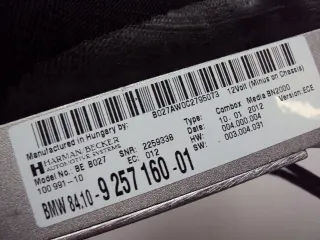 Manufactured in Hungary by:
BO27AW0C2795073
12Volt (Minus on Chassis)
HARMAN/BECKER
AUTOMOTIVE SYSTEMS
Type: Combox Media BN2000
Model No.: BE B027
SNR: 2259338
10. 01. 2012
Version: ECE
100 991-10
EC: 012
HW: 004.000.004
SW: 003.004.031
BMW 84.10-9 257 160-01